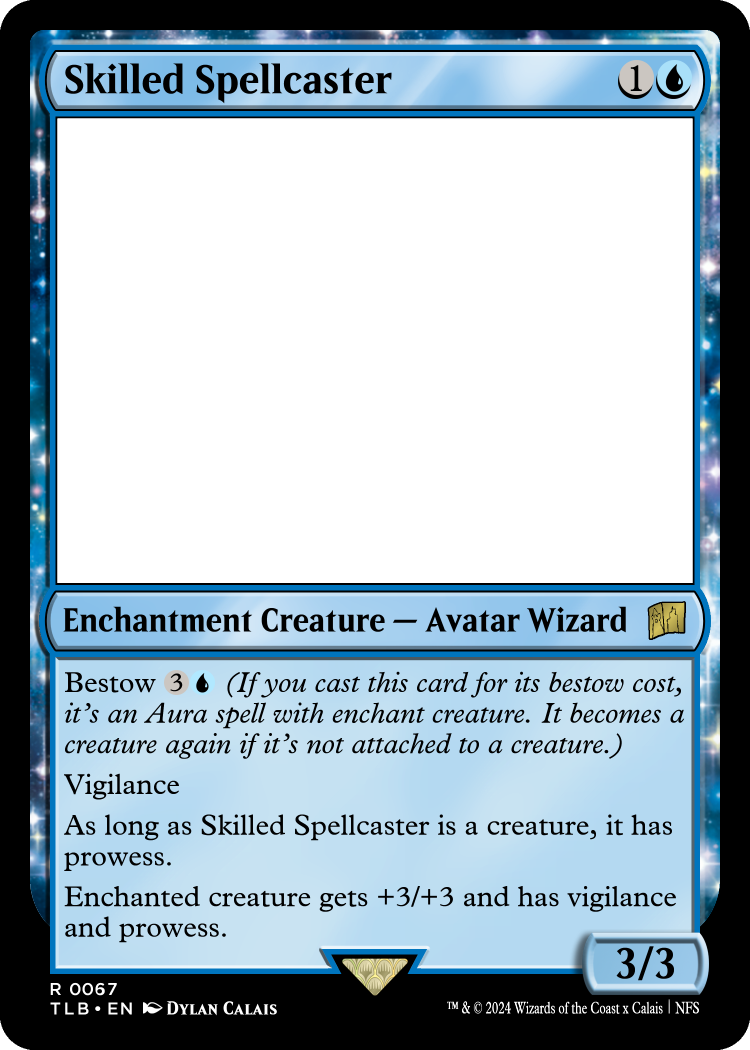 Skilled Spellcaster 1
Enchantment Creature — Avatar Wizard
Bestow 3 (If you cast this card for its bestow cost,
it's an Aura spell with enchant creature. It becomes a
creature again if it's not attached to a creature.)
Vigilance
As long as Skilled Spellcaster is a creature, it has
prowess.
Enchanted creature gets +3/+3 and has vigilance
and prowess.
3/3
R 0067
TLB • EN Dylan Calais
™ & © 2024 Wizards of the Coast x Calais | NFS